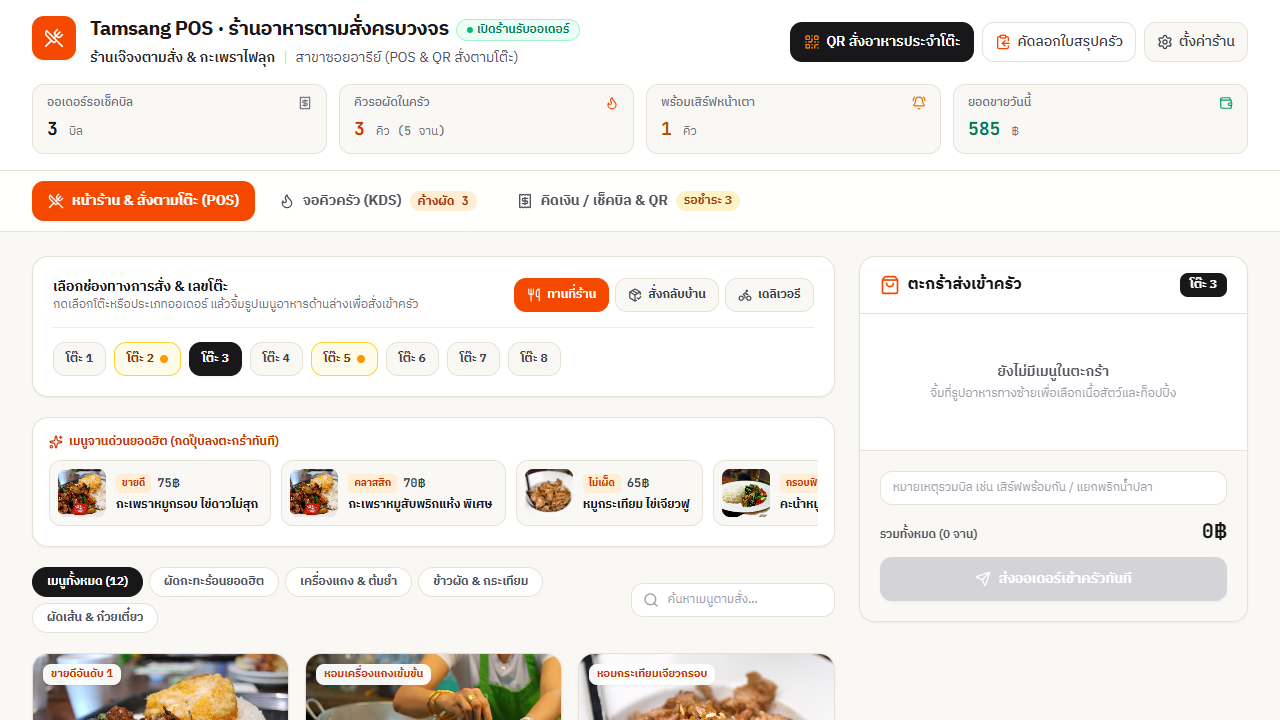 Tamsang POS · ร้านอาหารตามสั่งครบวงจร
เปิดร้านรับออเดอร์
ร้านเจ๊จงตามสั่ง & กะเพราไฟลุก | สาขาซอยอารีย์ (POS & QR สั่งตามโต๊ะ)
QR สั่งอาหารประจำโต๊ะ
คัดลอกใบสรุปครัว
ตั้งค่าร้าน
ออเดอร์รอเช็คบิล
3 บิล
คิวรอผัดในครัว
3 คิว (5 จาน)
พร้อมเสิร์ฟหน้าเตา
1 คิว
ยอดขายวันนี้
585 ฿
หน้าร้าน & สั่งตามโต๊ะ (POS)
จอคิวครัว (KDS) ค้างผัด 3
คิดเงิน / เช็คบิล & QR รอชำระ 3
เลือกช่องทางการสั่ง & เลขโต๊ะ
กดเลือกโต๊ะหรือประเภทออเดอร์ แล้วจิ้มรูปเมนูอาหารด้านล่างเพื่อสั่งเข้าครัว
ทานที่ร้าน
สั่งกลับบ้าน
เดลิเวอรี
โต๊ะ 1
โต๊ะ 2
โต๊ะ 3
โต๊ะ 4
โต๊ะ 5
โต๊ะ 6
โต๊ะ 7
โต๊ะ 8
เมนูจานด่วนยอดฮิต (กดปุ๊บลงตะกร้าทันที)
ขายดี 75฿
กะเพราหมูกรอบ ไข่ดาวไม่สุก
คลาสสิก 70฿
กะเพราหมูสับพริกแห้ง พิเศษ
ไม่เผ็ด 65฿
หมูกระเทียม ไข่เจียวฟู
กรอบฟิ
คะน้าหมู
เมนูทั้งหมด (12)
ผัดกะทะร้อนยอดฮิต
เครื่องแกง & ต้มยำ
ข้าวผัด & กระเทียม
ผัดเส้น & ก๋วยเตี๋ยว
ค้นหาเมนูตามสั่ง...
ขายดีอันดับ 1
หอมเครื่องแกงเข้มข้น
หอมกระเทียมเจียวกรอบ
ตะกร้าส่งเข้าครัว
โต๊ะ 3
ยังไม่มีเมนูในตะกร้า
จิ้มที่รูปอาหารทางซ้ายเพื่อเลือกเนื้อสัตว์และท็อปปิ้ง
หมายเหตุรวมบิล เช่น เสิร์ฟพร้อมกัน / แยกพริกน้ำปลา
รวมทั้งหมด (0 จาน)
0฿
ส่งออเดอร์เข้าครัวทันที